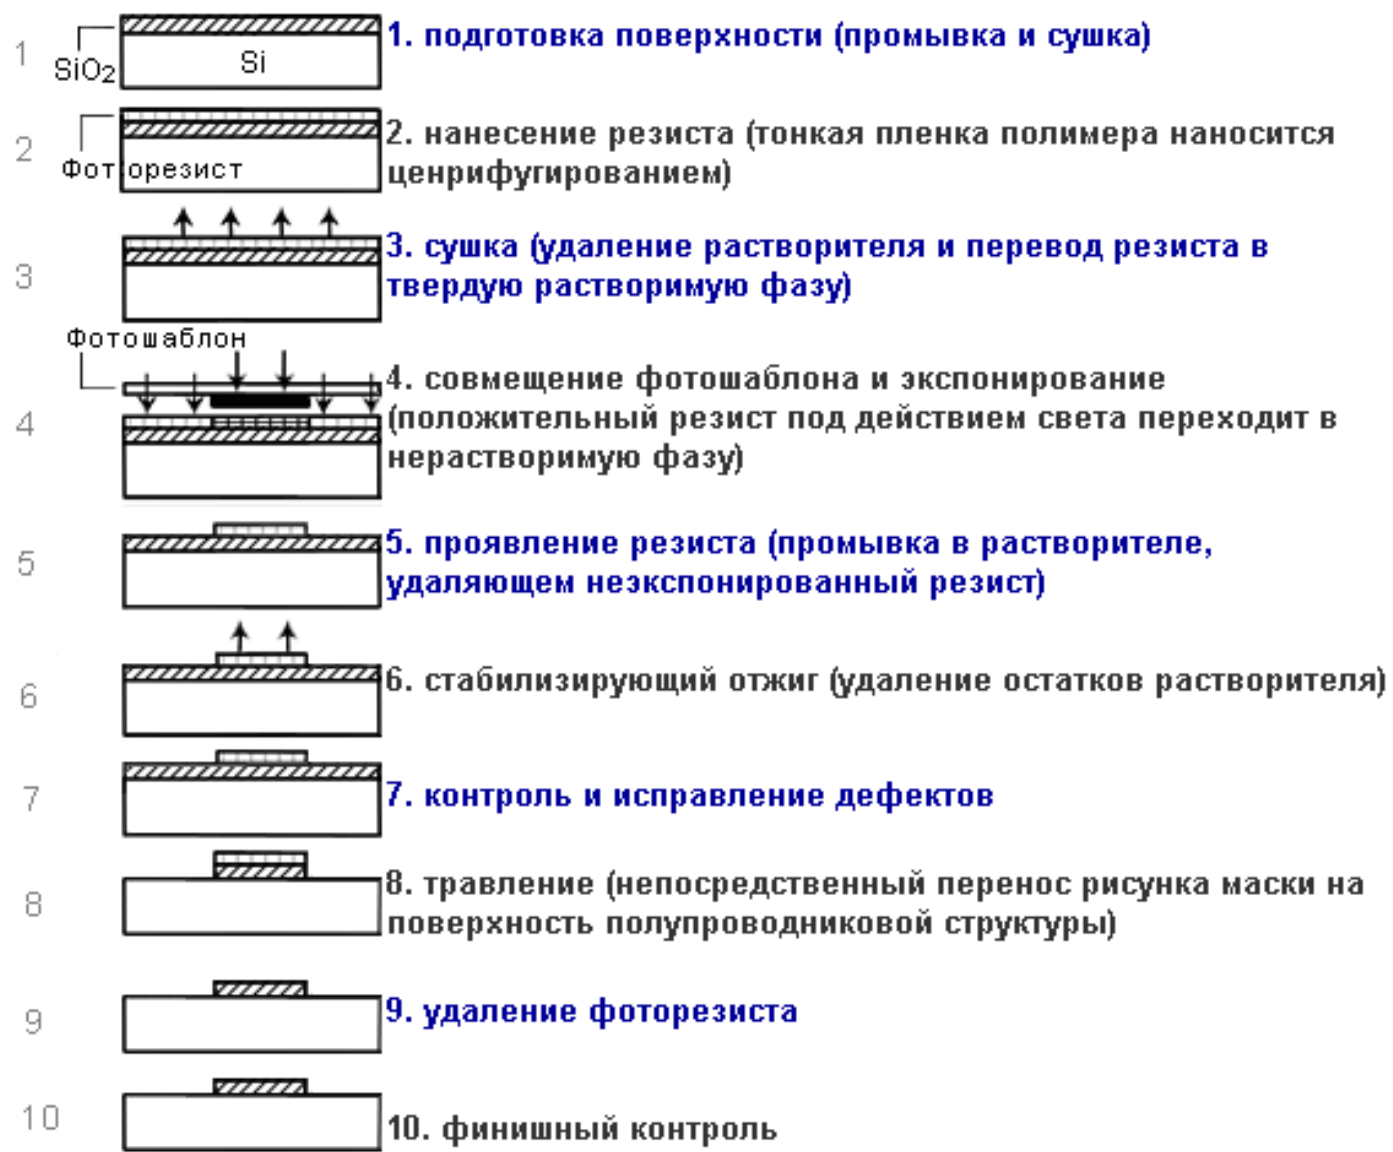 1
SiO2
Si
1. подготовка поверхности (промывка и сушка)
2
Фоторезист
2. нанесение резиста (тонкая пленка полимера наносится
ценрифугированием)
3
3. сушка (удаление растворителя и перевод резиста в
твердую растворимую фазу)
Фотошаблон
4
4. совмещение фотошаблона и экспонирование
(положительный резист под действием света переходит в
нерастворимую фазу)
5
5. проявление резиста (промывка в растворителе,
удаляющем неэкспонированный резист)
6
6. стабилизирующий отжиг (удаление остатков растворителя)
7
7. контроль и исправление дефектов
8
8. травление (непосредственный перенос рисунка маски на
поверхность полупроводниковой структуры)
9
9. удаление фоторезиста
10
10. финишный контроль